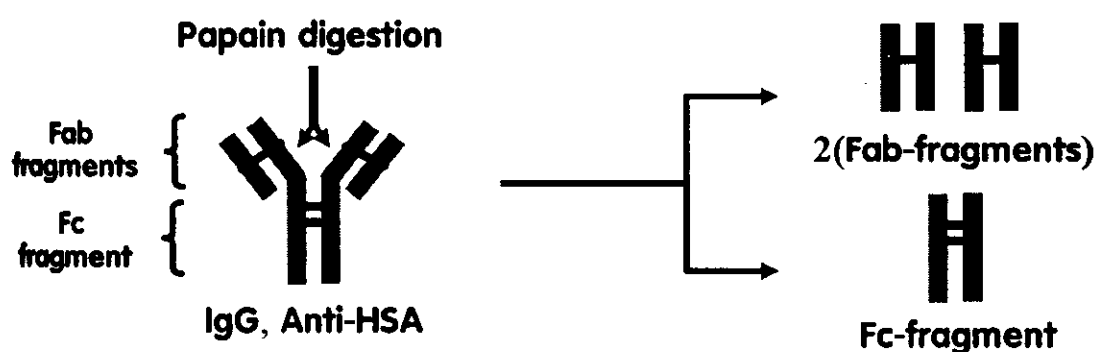 Papain digestion
Fab
fragments
Fc
fragment
IgG, Anti-HSA
2(Fab-fragments)
Fc-fragment